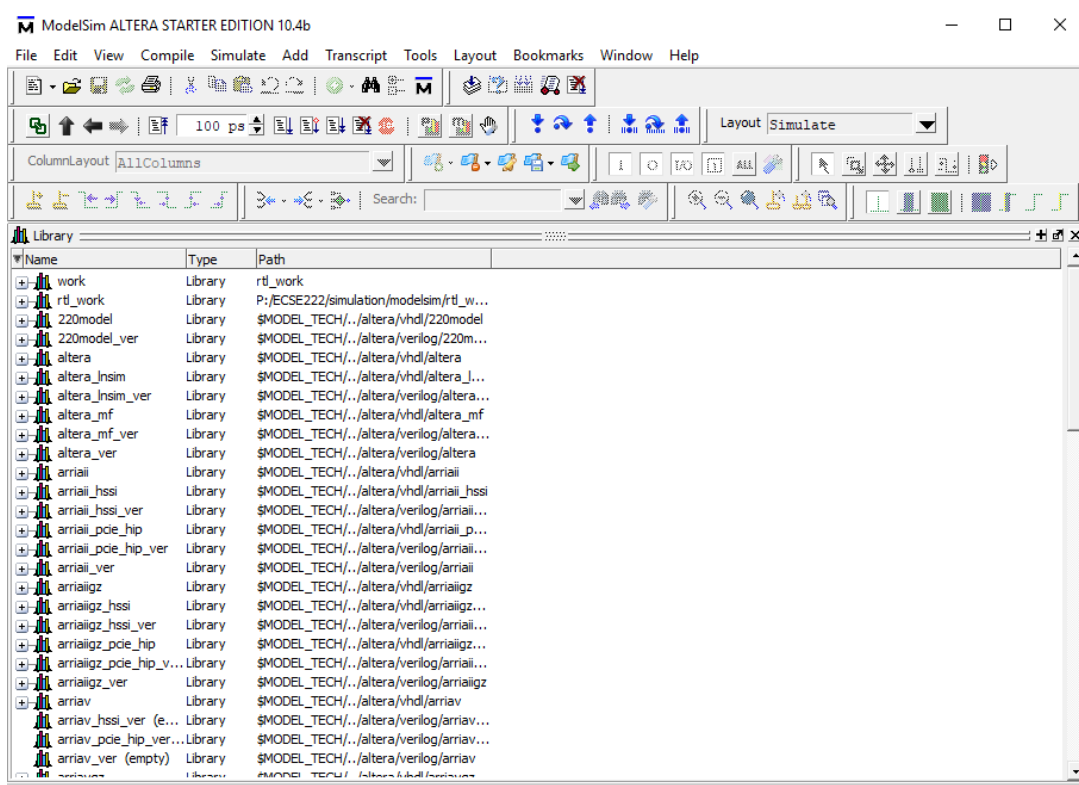 ModelSim ALTERA STARTER EDITION 10.4b
File Edit View Compile Simulate Add Transcript Tools Layout Bookmarks Window Help
100 ps Layout Simulate
ColumnLayout AllColumns I O I/O ALL
Search:
Library
Name Type Path
work Library rtl_work
rtl_work Library P:/ECSE222/simulation/modelsim/rtl_w...
220model Library $MODEL_TECH/../altera/vhdl/220model
220model_ver Library $MODEL_TECH/../altera/verilog/220m...
altera Library $MODEL_TECH/../altera/vhdl/altera
altera_lnsim Library $MODEL_TECH/../altera/vhdl/altera_l...
altera_lnsim_ver Library $MODEL_TECH/../altera/verilog/altera...
altera_mf Library $MODEL_TECH/../altera/vhdl/altera_mf
altera_mf_ver Library $MODEL_TECH/../altera/verilog/altera...
altera_ver Library $MODEL_TECH/../altera/verilog/altera
arriaii Library $MODEL_TECH/../altera/vhdl/arriaii
arriaii_hssi Library $MODEL_TECH/../altera/vhdl/arriaii_hssi
arriaii_hssi_ver Library $MODEL_TECH/../altera/verilog/arriaii...
arriaii_pcie_hip Library $MODEL_TECH/../altera/vhdl/arriaii_p...
arriaii_pcie_hip_ver Library $MODEL_TECH/../altera/verilog/arriaii...
arriaii_ver Library $MODEL_TECH/../altera/verilog/arriaii
arriaiigz Library $MODEL_TECH/../altera/vhdl/arriaiigz
arriaiigz_hssi Library $MODEL_TECH/../altera/vhdl/arriaiigz...
arriaiigz_hssi_ver Library $MODEL_TECH/../altera/verilog/arriaii...
arriaiigz_pcie_hip Library $MODEL_TECH/../altera/vhdl/arriaiigz...
arriaiigz_pcie_hip_v... Library $MODEL_TECH/../altera/verilog/arriaii...
arriaiigz_ver Library $MODEL_TECH/../altera/verilog/arriaiigz
arriav Library $MODEL_TECH/../altera/vhdl/arriav
arriav_hssi_ver (e... Library $MODEL_TECH/../altera/verilog/arriav...
arriav_pcie_hip_ver... Library $MODEL_TECH/../altera/verilog/arriav...
arriav_ver (empty) Library $MODEL_TECH/../altera/verilog/arriav
arriavgz Library $MODEL_TECH/../altera/vhdl/arriavgz